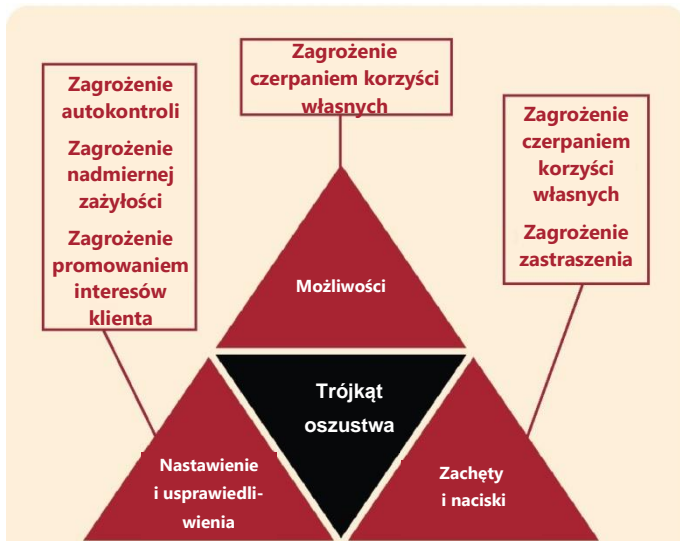 Zagrożenie
autokontroli
Zagrożenie
nadmiernej
zażyłości
Zagrożenie
promowaniem
interesów
klienta
Zagrożenie
czerpaniem korzyści
własnych
Zagrożenie
czerpaniem
korzyści
własnych
Zagrożenie
zastraszenia
Możliwości
Trójkąt
oszustwa
Nastawienie
i usprawiedli-
wienia
Zachęty
i naciski